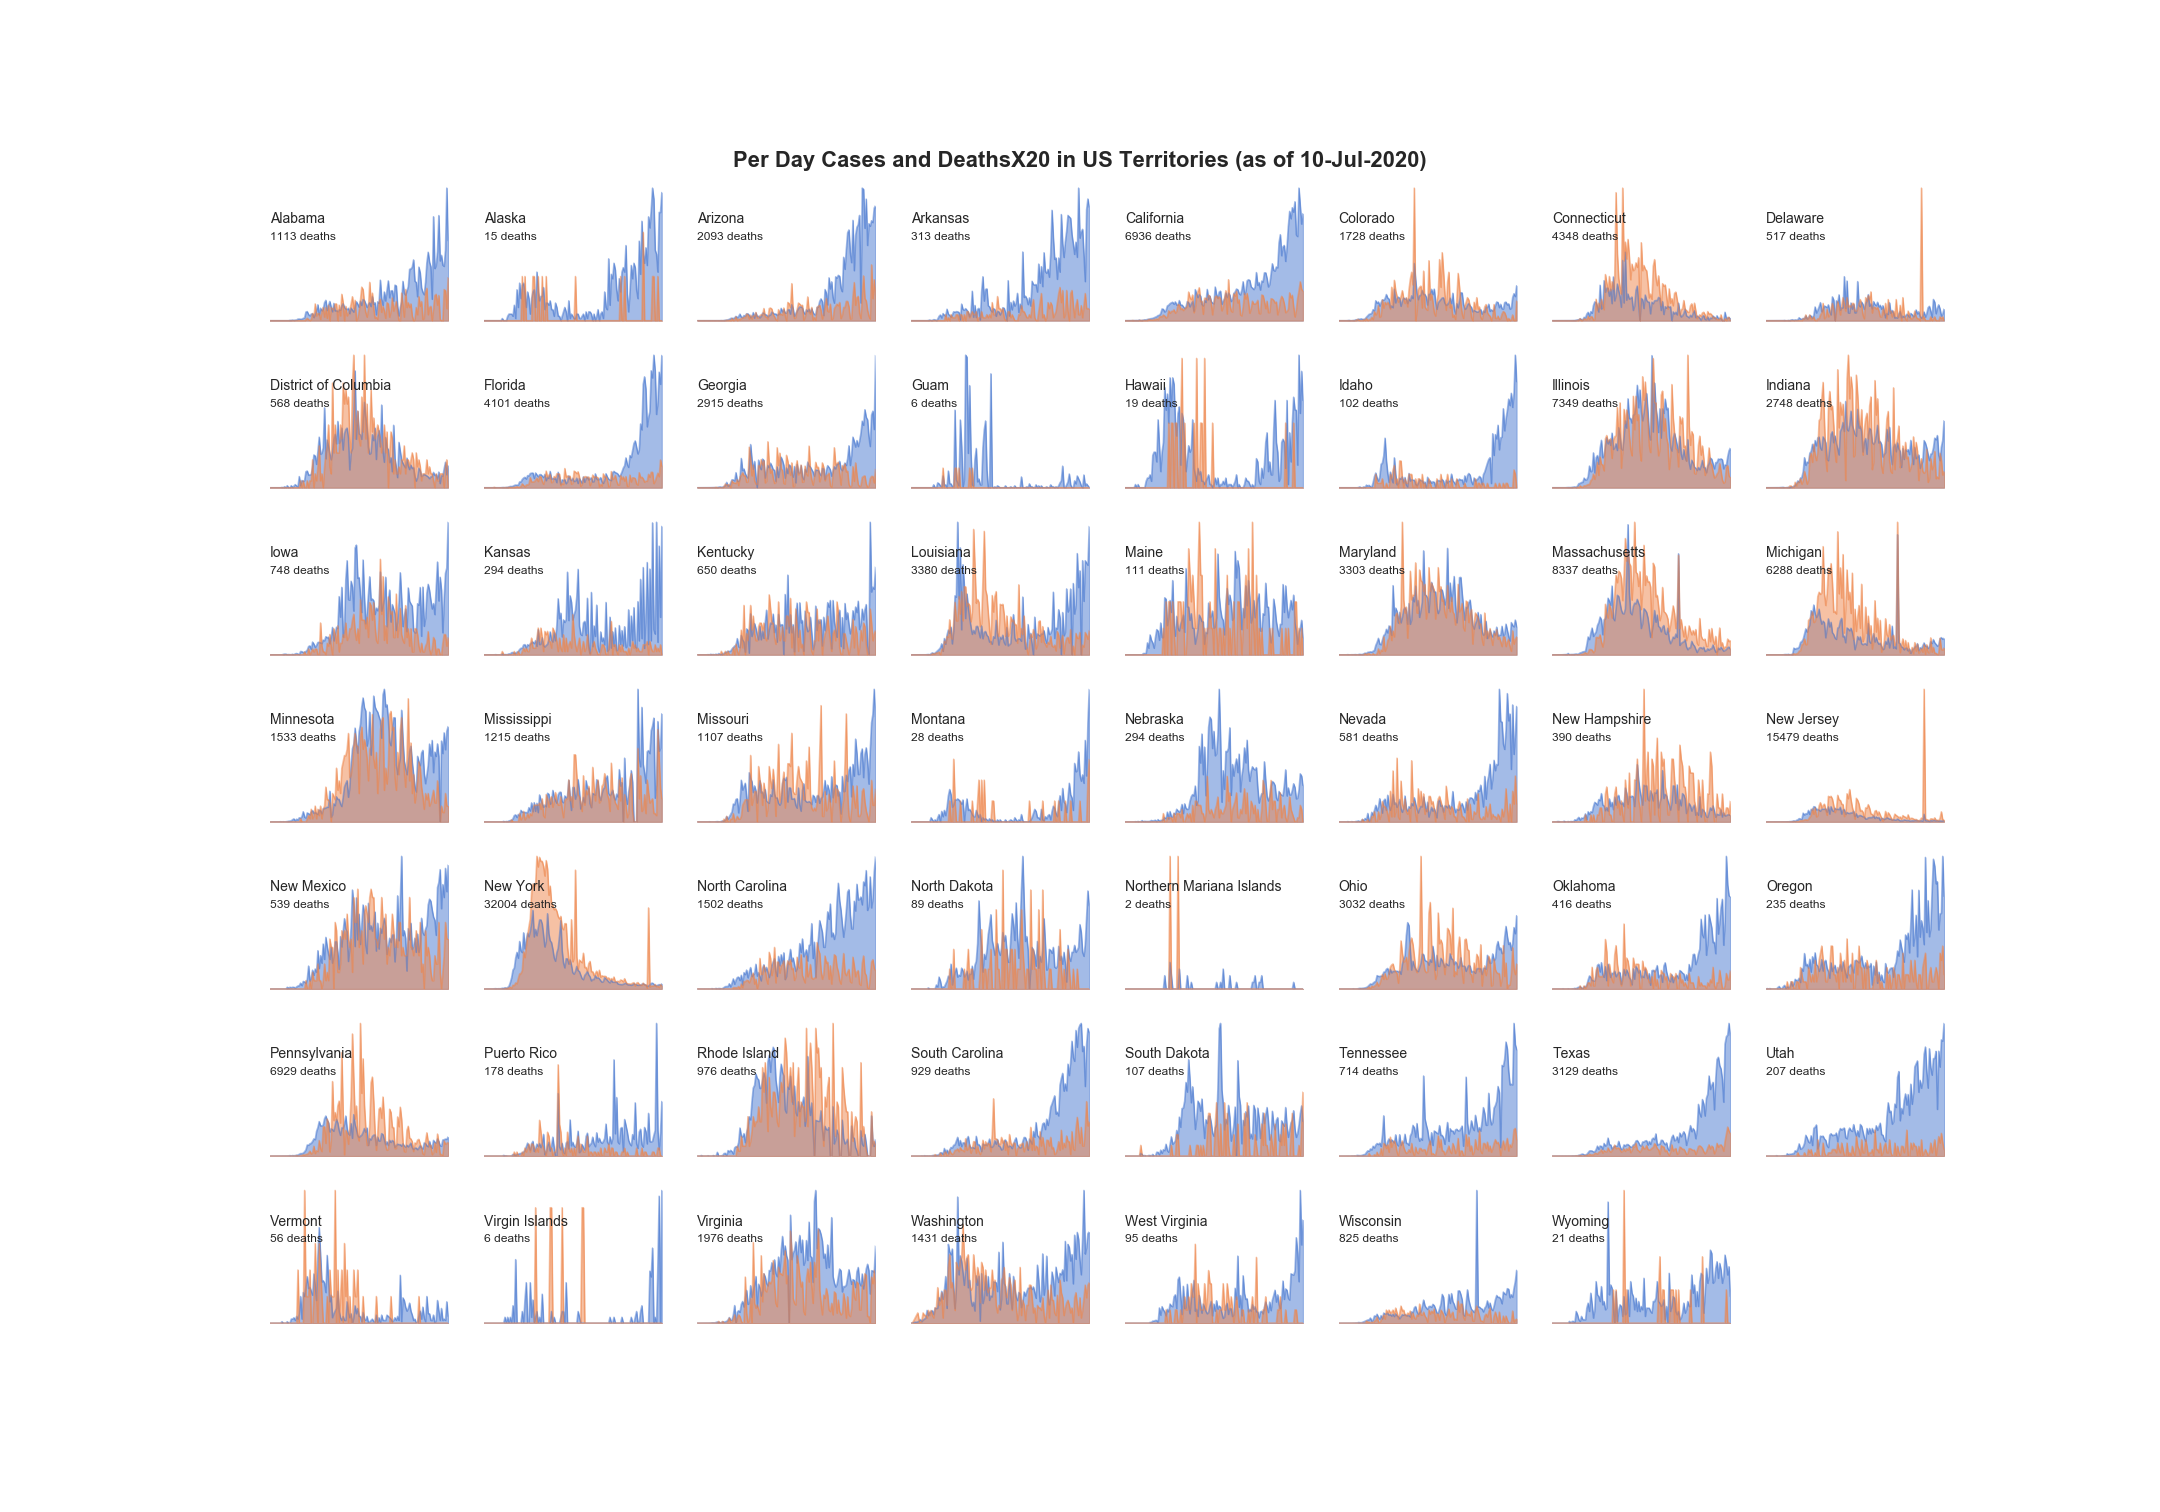 Per Day Cases and DeathsX20 in US Territories (as of 10-Jul-2020)
Alabama
1113 deaths
Alaska
15 deaths
Arizona
2093 deaths
Arkansas
313 deaths
California
6936 deaths
Colorado
1728 deaths
Connecticut
4348 deaths
Delaware
517 deaths
District of Columbia
568 deaths
Florida
4101 deaths
Georgia
2915 deaths
Guam
6 deaths
Hawaii
19 deaths
Idaho
102 deaths
Illinois
7349 deaths
Indiana
2748 deaths
Iowa
748 deaths
Kansas
294 deaths
Kentucky
650 deaths
Louisiana
3380 deaths
Maine
111 deaths
Maryland
3303 deaths
Massachusetts
8337 deaths
Michigan
6288 deaths
Minnesota
1533 deaths
Mississippi
1215 deaths
Missouri
1107 deaths
Montana
28 deaths
Nebraska
294 deaths
Nevada
581 deaths
New Hampshire
390 deaths
New Jersey
15479 deaths
New Mexico
539 deaths
New York
32004 deaths
North Carolina
1502 deaths
North Dakota
89 deaths
Northern Mariana Islands
2 deaths
Ohio
3032 deaths
Oklahoma
416 deaths
Oregon
235 deaths
Pennsylvania
6929 deaths
Puerto Rico
178 deaths
Rhode Island
976 deaths
South Carolina
929 deaths
South Dakota
107 deaths
Tennessee
714 deaths
Texas
3129 deaths
Utah
207 deaths
Vermont
56 deaths
Virgin Islands
6 deaths
Virginia
1976 deaths
Washington
1431 deaths
West Virginia
95 deaths
Wisconsin
825 deaths
Wyoming
21 deaths